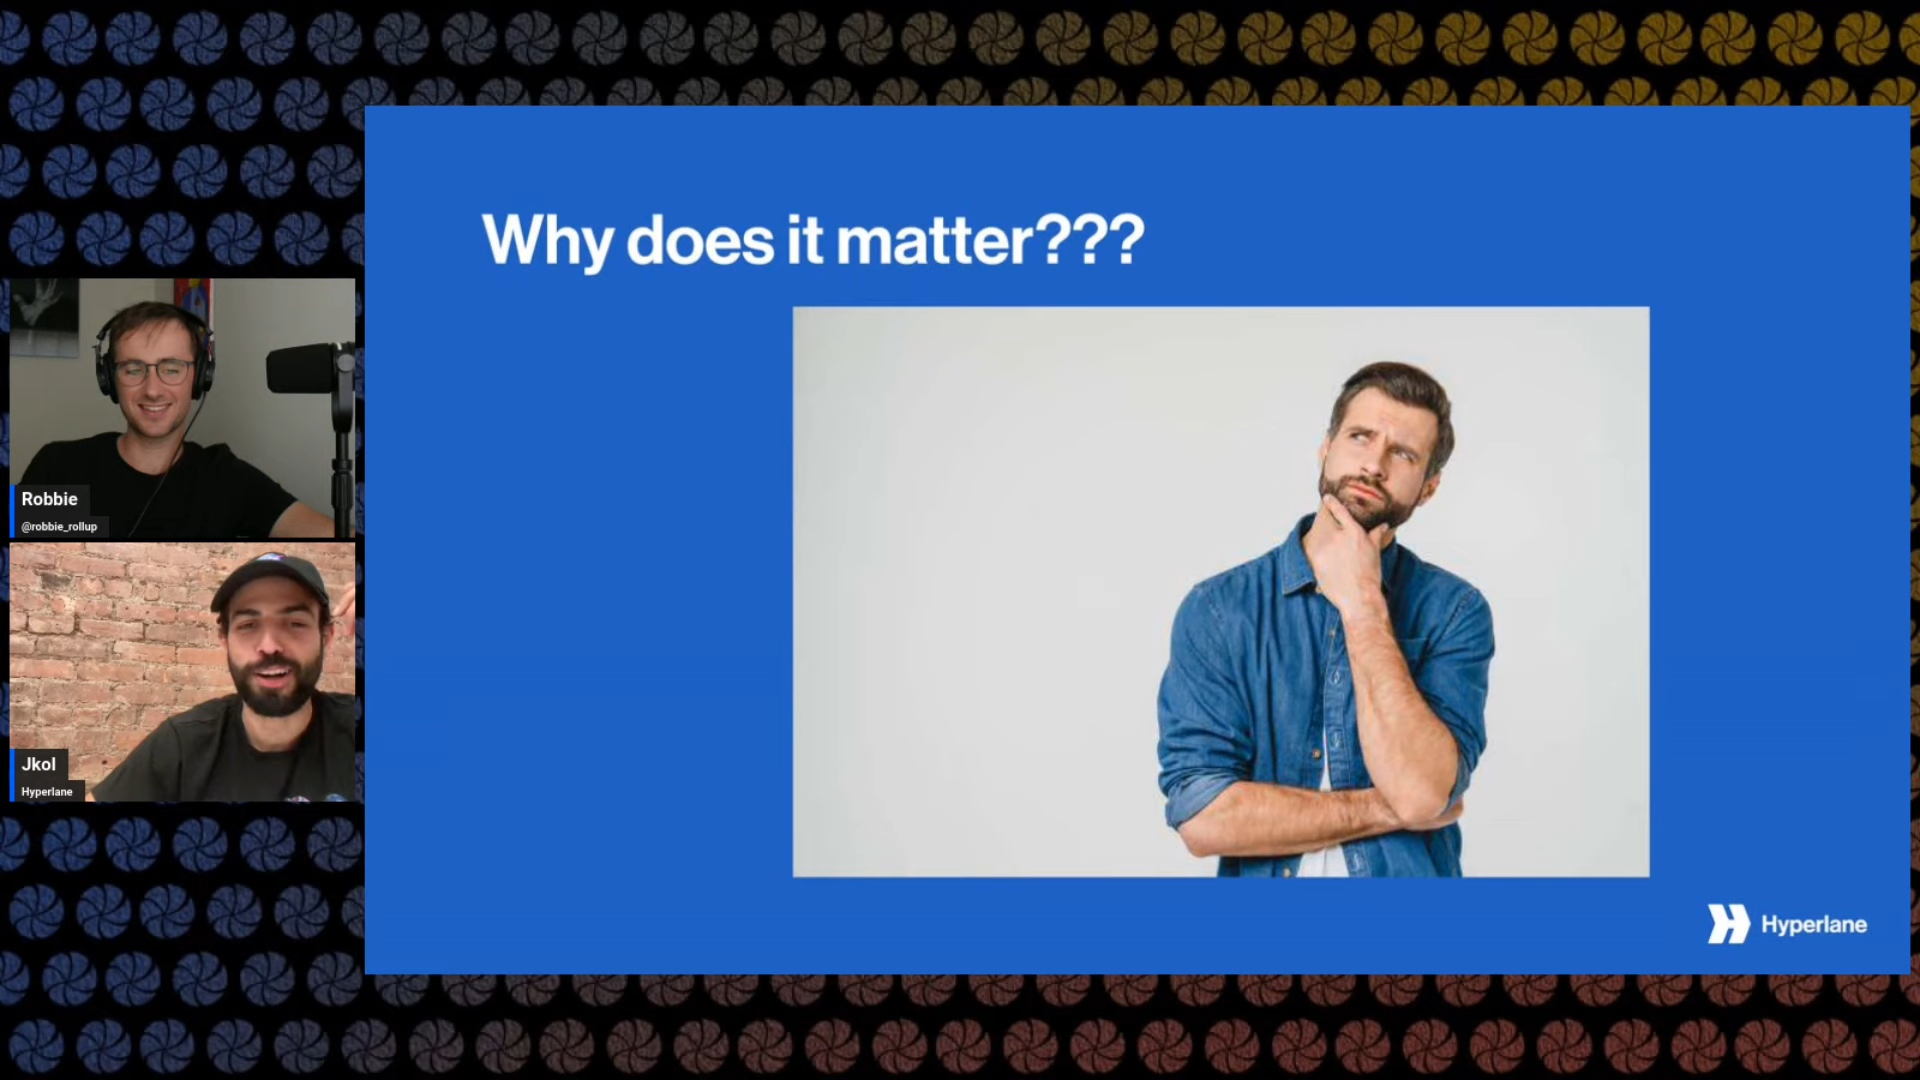 Why does it matter???
Robbie
@robbie_rollup
Jkol
Hyperlane
Hyperlane